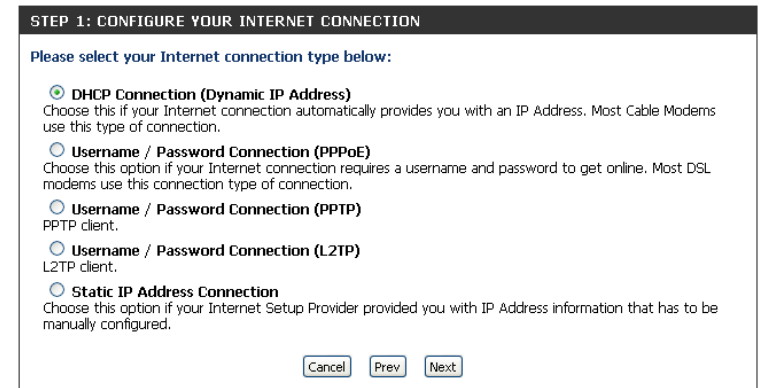 STEP 1: CONFIGURE YOUR INTERNET CONNECTION
Please select your Internet connection type below:
DHCP Connection (Dynamic IP Address)
Choose this if your Internet connection automatically provides you with an IP Address. Most Cable Modems
use this type of connection.
Username / Password Connection (PPPoE)
Choose this option if your Internet connection requires a username and password to get online. Most DSL
modems use this connection type of connection.
Username / Password Connection (PPTP)
PPTP client.
Username / Password Connection (L2TP)
L2TP client.
Static IP Address Connection
Choose this option if your Internet Setup Provider provided you with IP Address information that has to be
manually configured.
Cancel Prev Next